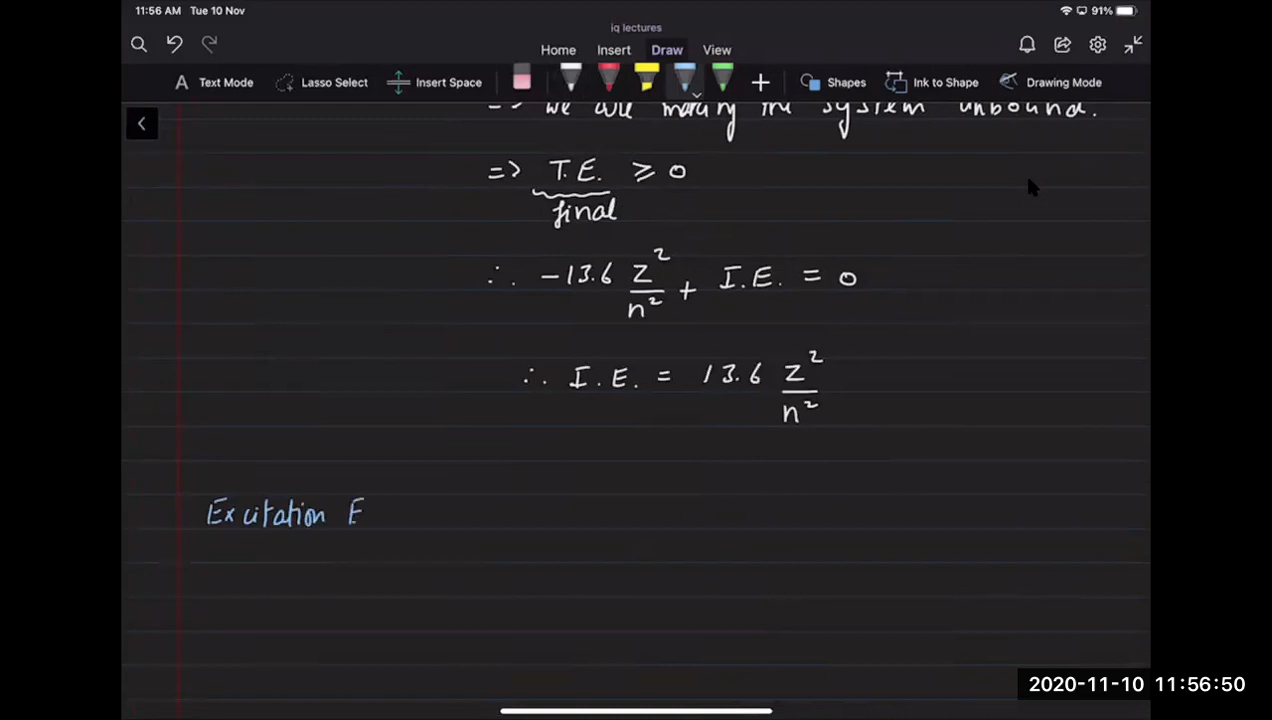 11:56 AM Tue 10 Nov
91%
iq lectures
Home Insert Draw View
Text Mode Lasso Select Insert Space Shapes Ink to Shape Drawing Mode
=> we are making the system unbound.
=> T.E. ≥ 0
final
∴ -13.6 Z²/n² + I.E. = 0
∴ I.E. = 13.6 Z²/n²
Excitation E
2020-11-10 11:56:50